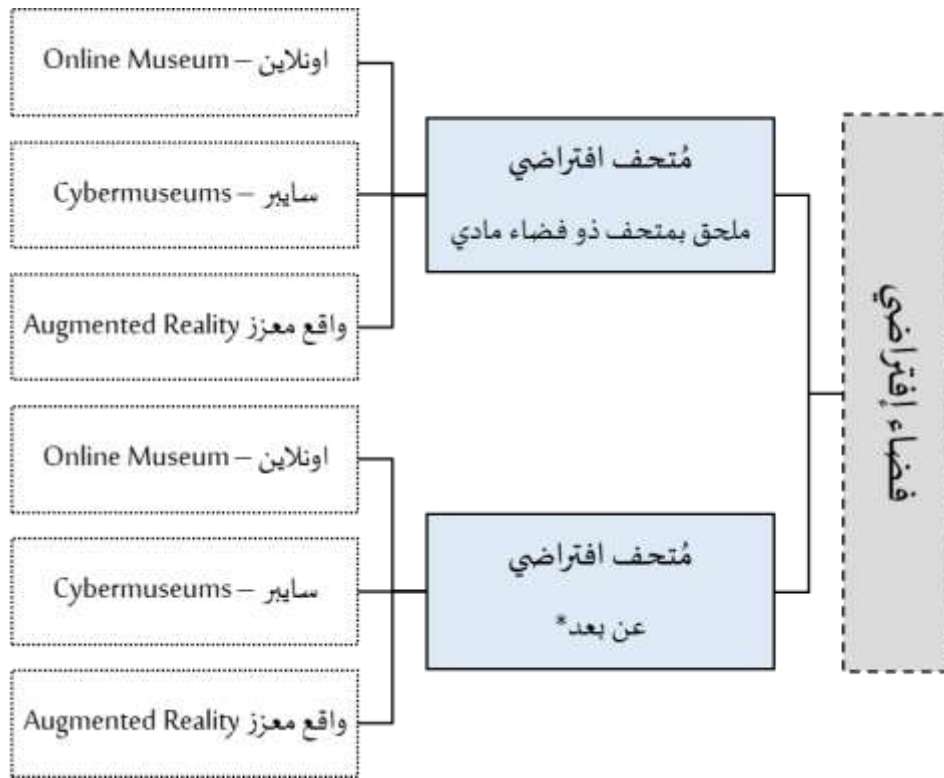 فضاء إفتراضي
مُتحف افتراضي
ملحق بمتحف ذو فضاء مادي
اونلاين – Online Museum
سايبر – Cybermuseums
واقع معزز Augmented Reality
مُتحف افتراضي
عن بعد*
اونلاين – Online Museum
سايبر – Cybermuseums
واقع معزز Augmented Reality